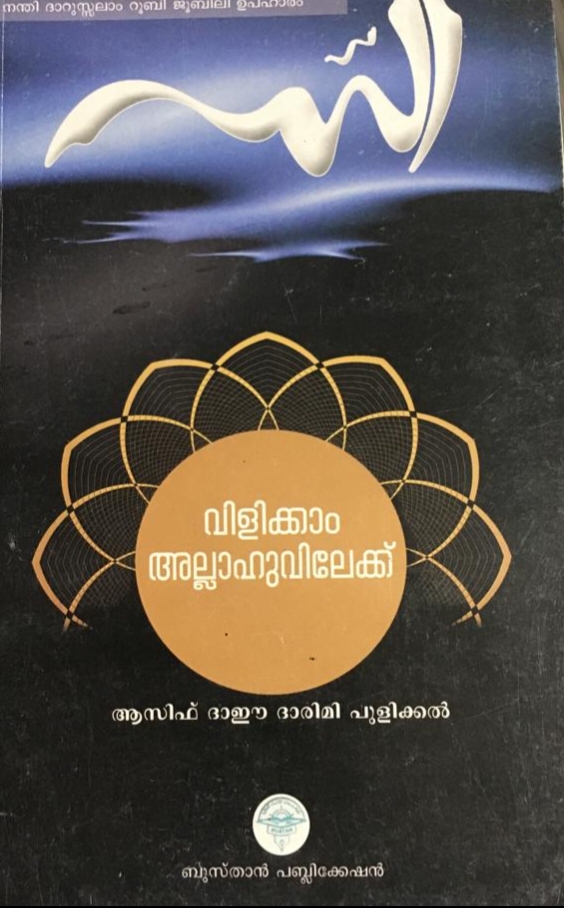 നന്തി ദാറുസ്സലാം റൂബി ജൂബിലി ഉപഹാരം
വിളിക്കാം
അല്ലാഹുവിലേക്ക്
ആസിഫ് ദാഈ ദാരിമി പുളിക്കൽ
ബുസ്താൻ പബ്ലിക്കേഷൻ